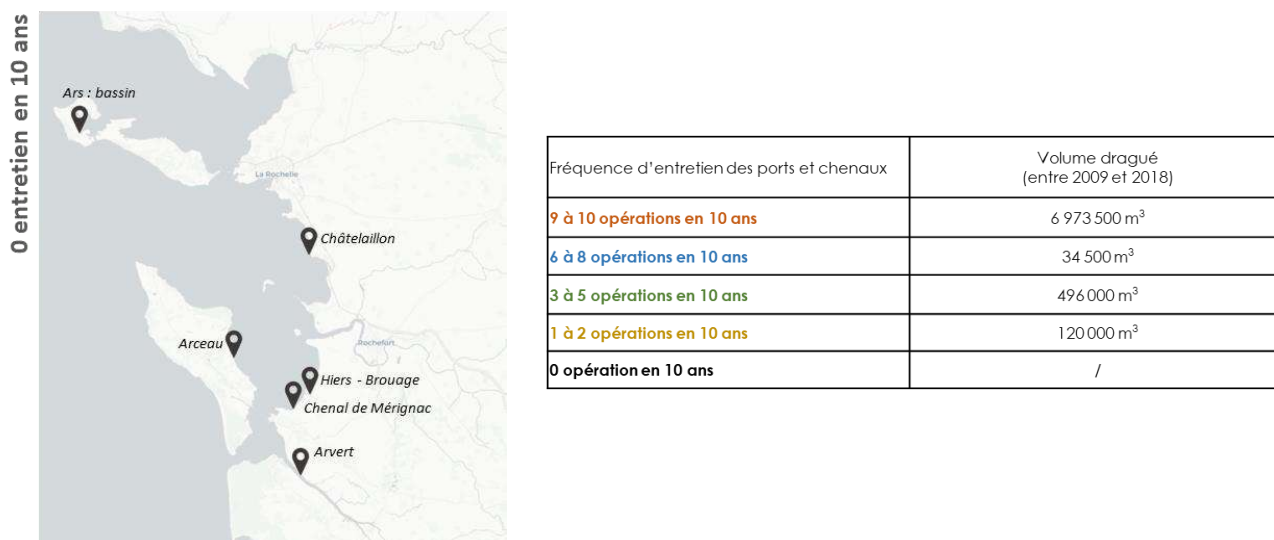 0 entretien en 10 ans
Ars : bassin
La Rochelle
Châtelaillon
Arceau
Rochefort
Hiers - Brouage
Chenal de Mérignac
Arvert
Fréquence d'entretien des ports et chenaux
Volume dragué
(entre 2009 et 2018)
9 à 10 opérations en 10 ans
6 973 500 m³
6 à 8 opérations en 10 ans
34 500 m³
3 à 5 opérations en 10 ans
496 000 m³
1 à 2 opérations en 10 ans
120 000 m³
0 opération en 10 ans
/